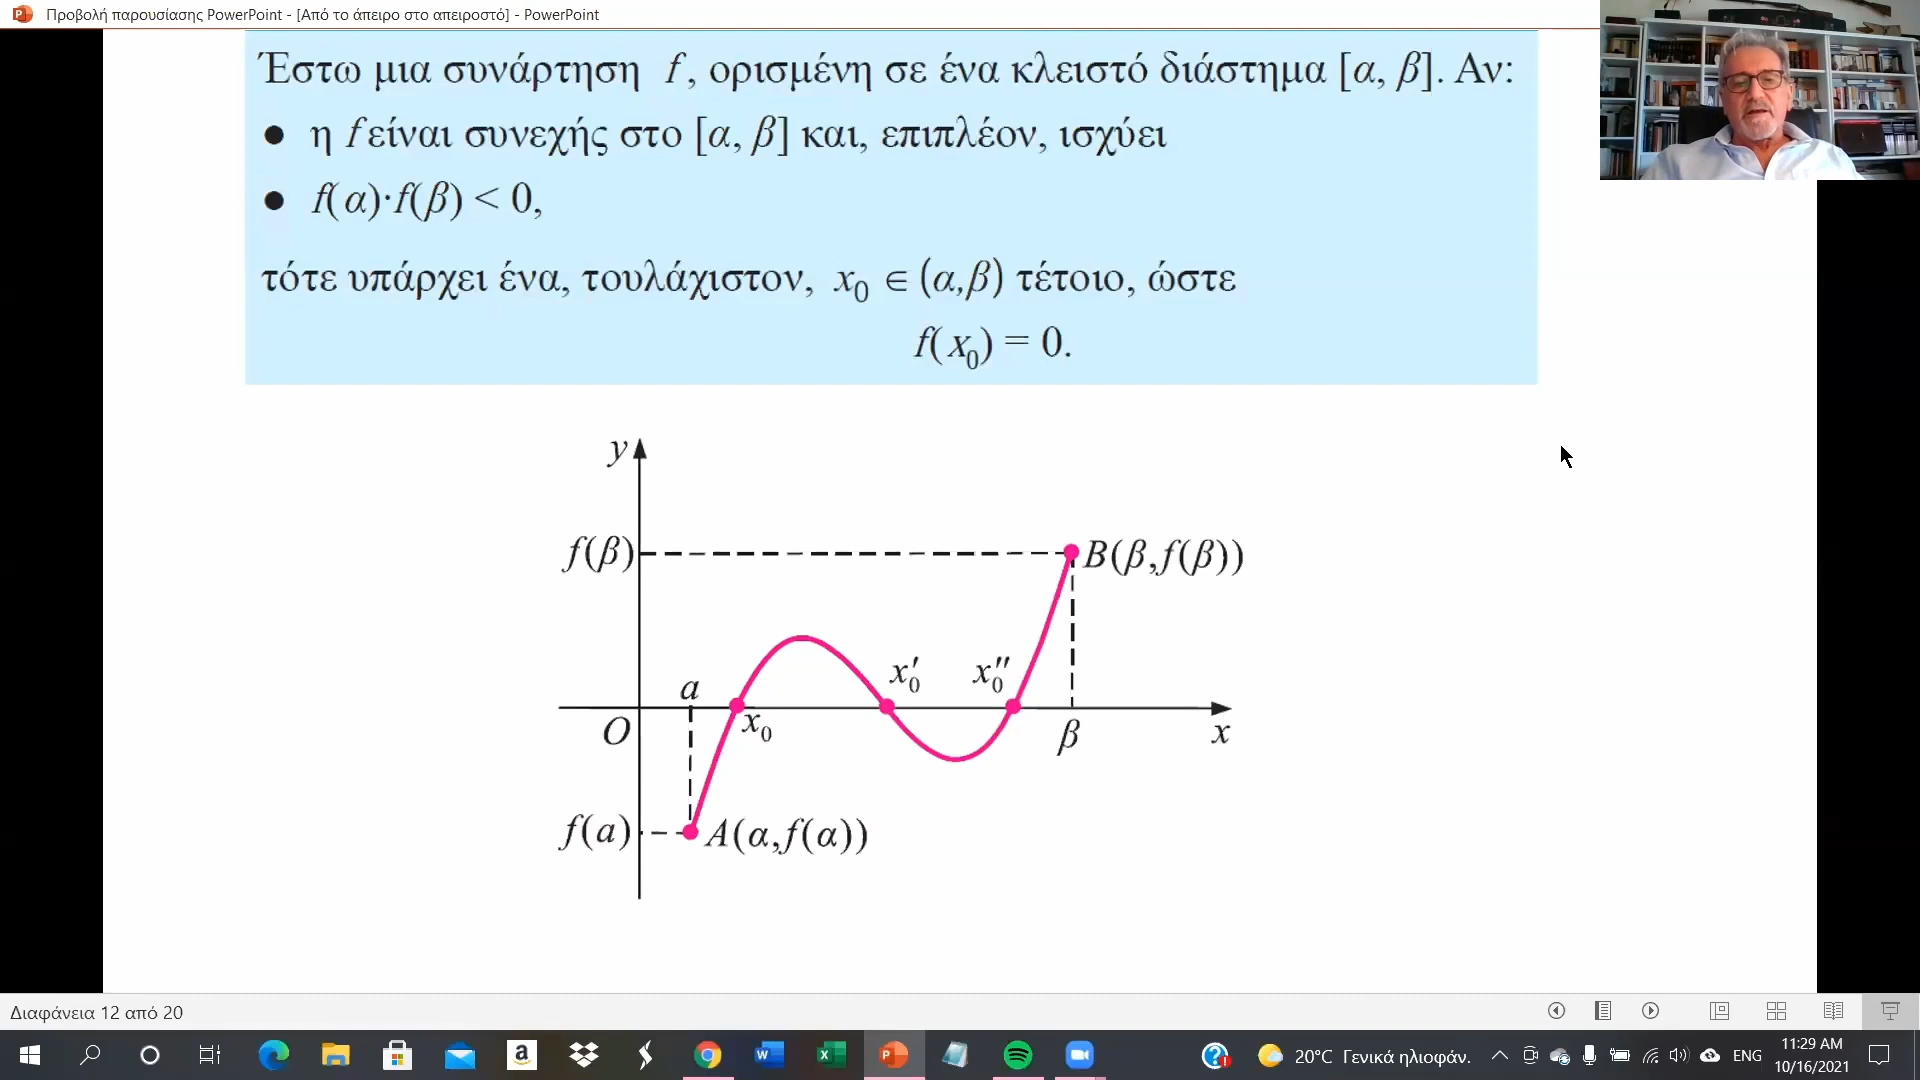 Προβολή παρουσίασης PowerPoint - [Από το άπειρο στο απειροστό] - PowerPoint
Έστω μια συνάρτηση f, ορισμένη σε ένα κλειστό διάστημα [α, β]. Αν:
● η f είναι συνεχής στο [α, β] και, επιπλέον, ισχύει
● f(α)·f(β) < 0,
τότε υπάρχει ένα, τουλάχιστον, x₀ ∈ (α,β) τέτοιο, ώστε
f(x₀) = 0.
y
f(β)
B(β,f(β))
a
x₀
x₀′
x₀″
O
β
x
f(a)
A(α,f(α))
Διαφάνεια 12 από 20
20°C Γενικά ηλιοφάν.
ENG
11:29 AM
10/16/2021